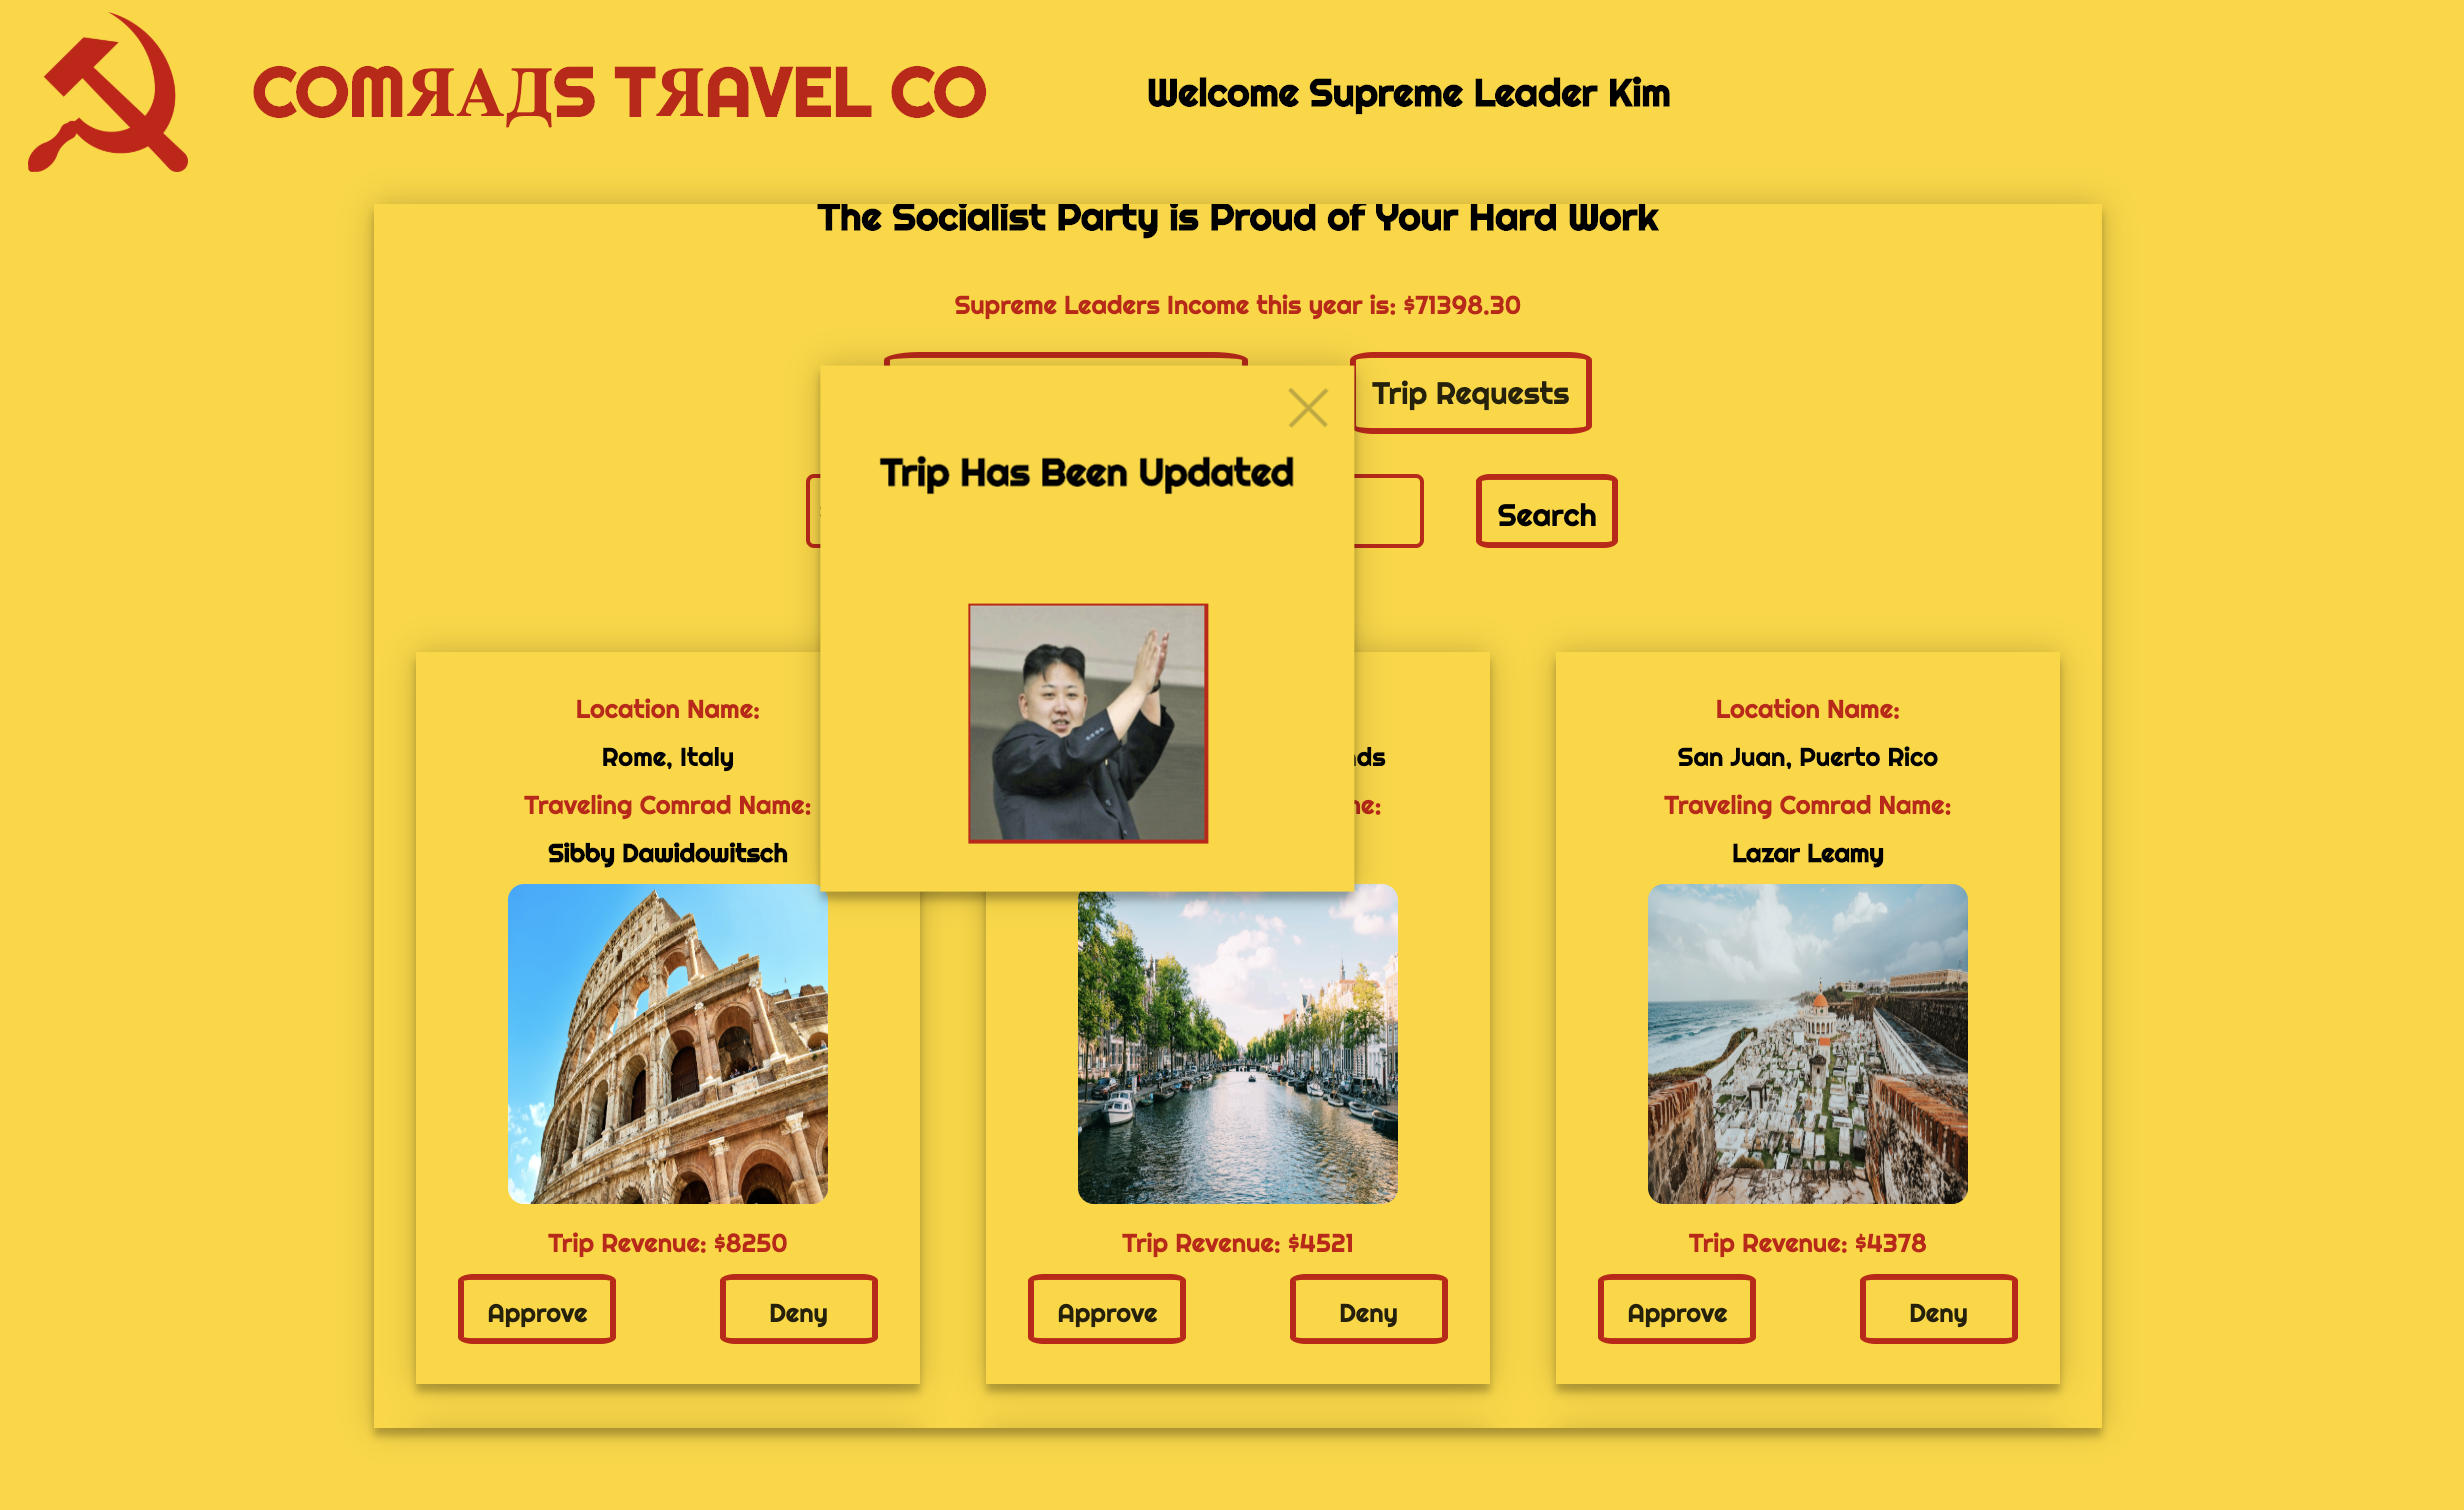 COMЯAДS TЯAVEL CO
Welcome Supreme Leader Kim
The Socialist Party is Proud of Your Hard Work
Supreme Leaders Income this year is: $71398.30
Trip Requests
Trip Has Been Updated
Search
Location Name:
Rome, Italy
Traveling Comrad Name:
Sibby Dawidowitsch
Trip Revenue: $8250
Approve
Deny
Trip Revenue: $4521
Approve
Deny
Location Name:
San Juan, Puerto Rico
Traveling Comrad Name:
Lazar Leamy
Trip Revenue: $4378
Approve
Deny